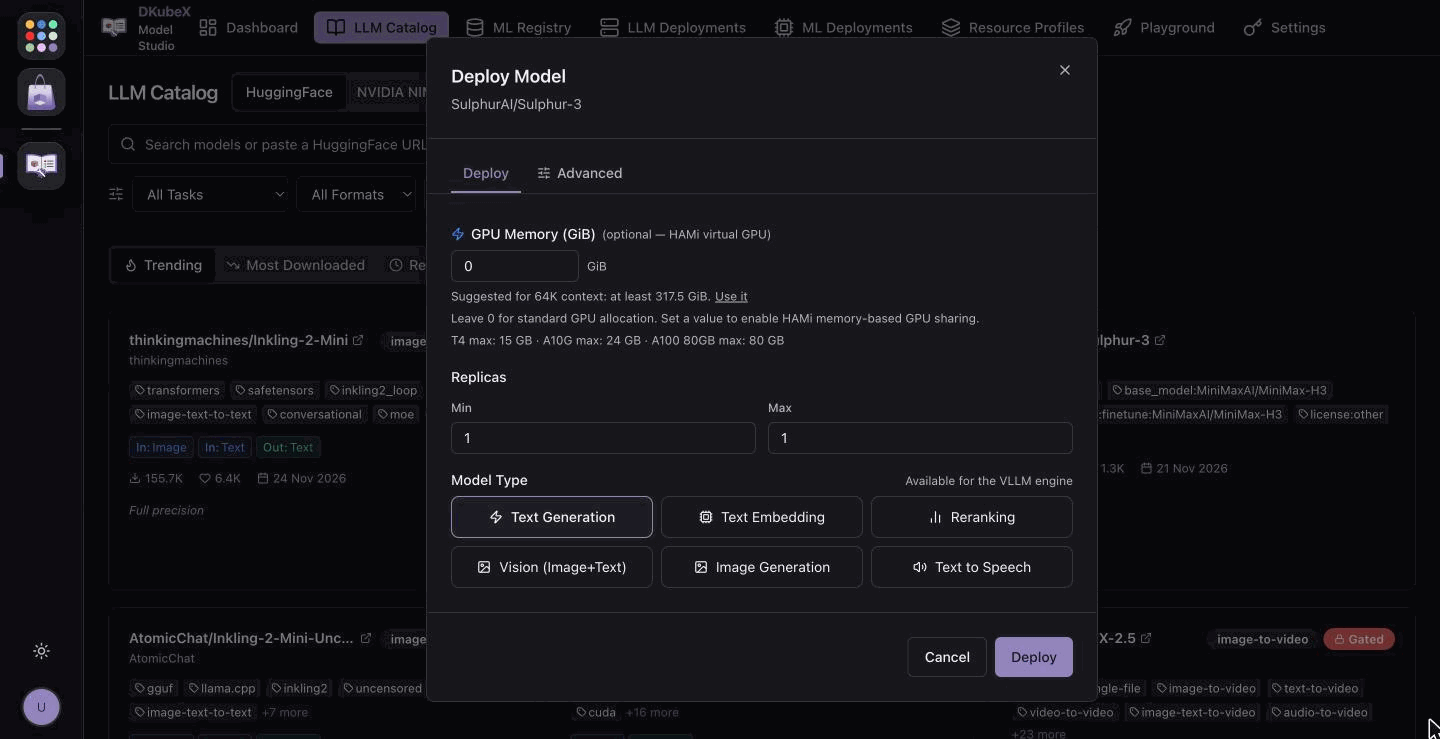 DKubeX
Model
Studio
Dashboard
LLM Catalog
ML Registry
LLM Deployments
ML Deployments
Resource Profiles
Playground
Settings
LLM Catalog
HuggingFace
NVIDIA NIM
Search models or paste a HuggingFace URL
All Tasks
All Formats
Trending
Most Downloaded
Re
thinkingmachines/Inkling-2-Mini
image
thinkingmachines
transformers
safetensors
inkling2_loop
image-text-to-text
conversational
moe
In: Image
In: Text
Out: Text
155.7K
6.4K
24 Nov 2026
Full precision
AtomicChat/Inkling-2-Mini-Unc...
image
AtomicChat
gguf
llama.cpp
inkling2
uncensored
image-text-to-text
+7 more
cuda
+16 more
Deploy Model
SulphurAI/Sulphur-3
Deploy
Advanced
GPU Memory (GiB) (optional — HAMi virtual GPU)
0
GiB
Suggested for 64K context: at least 317.5 GiB. Use it
Leave 0 for standard GPU allocation. Set a value to enable HAMi memory-based GPU sharing.
T4 max: 15 GB · A10G max: 24 GB · A100 80GB max: 80 GB
Replicas
Min
Max
1
1
Model Type
Available for the VLLM engine
Text Generation
Text Embedding
Reranking
Vision (Image+Text)
Image Generation
Text to Speech
Cancel
Deploy
ulphur-3
base_model:MiniMaxAI/MiniMax-H3
:finetune:MiniMaxAI/MiniMax-H3
license:other
1.3K
21 Nov 2026
X-2.5
image-to-video
Gated
ngle-file
image-to-video
text-to-video
video-to-video
image-text-to-video
audio-to-video
+23 more
U